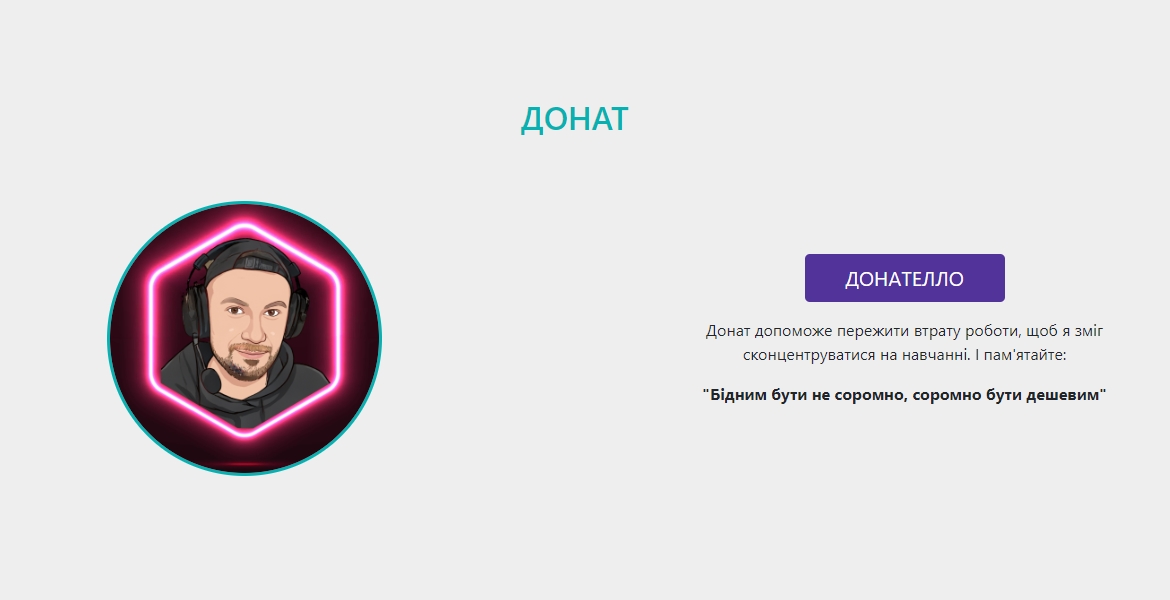 ДОНАТ
ДОНАТЕЛЛО
Донат допоможе пережити втрату роботи, щоб я зміг
сконцентруватися на навчанні. І пам'ятайте:
"Бідним бути не соромно, соромно бути дешевим"